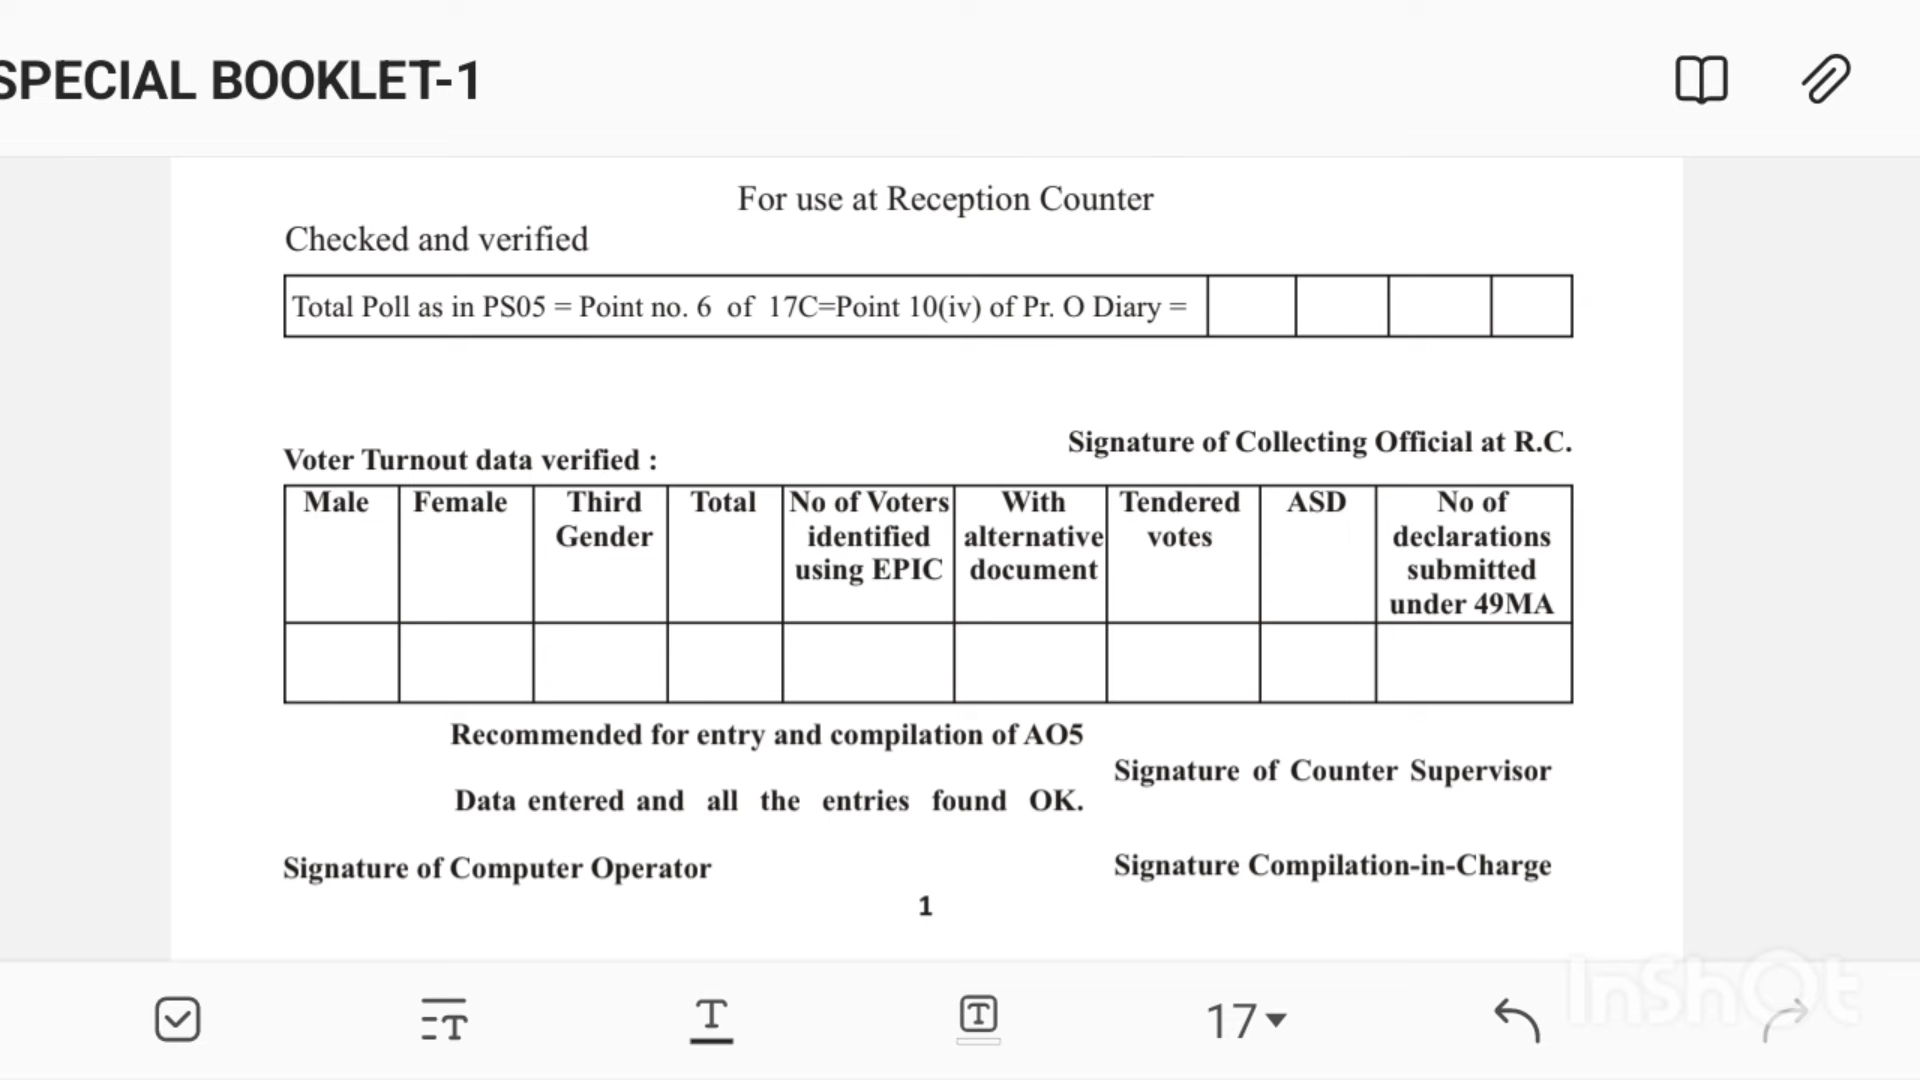 SPECIAL BOOKLET-1
For use at Reception Counter
Checked and verified
Total Poll as in PS05 = Point no. 6 of 17C=Point 10(iv) of Pr. O Diary =
Signature of Collecting Official at R.C.
Voter Turnout data verified :
Male Female Third Gender Total No of Voters identified using EPIC With alternative document Tendered votes ASD No of declarations submitted under 49MA
Recommended for entry and compilation of AO5
Signature of Counter Supervisor
Data entered and all the entries found OK.
Signature of Computer Operator
Signature Compilation-in-Charge
1
17
InShOt